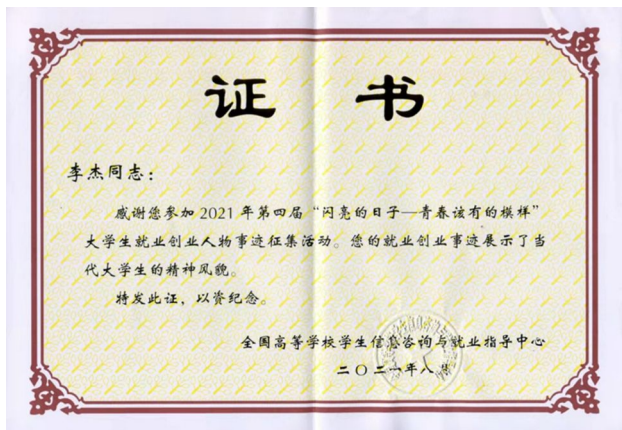 证 书
李杰同志：
感谢您参加2021年第四届“闪亮的日子—青春该有的模样”
大学生就业创业人物事迹征集活动。您的就业创业事迹展示了当
代大学生的精神风貌。
特发此证，以资纪念。
全国高等学校学生信息咨询与就业指导中心
二〇二一年八月